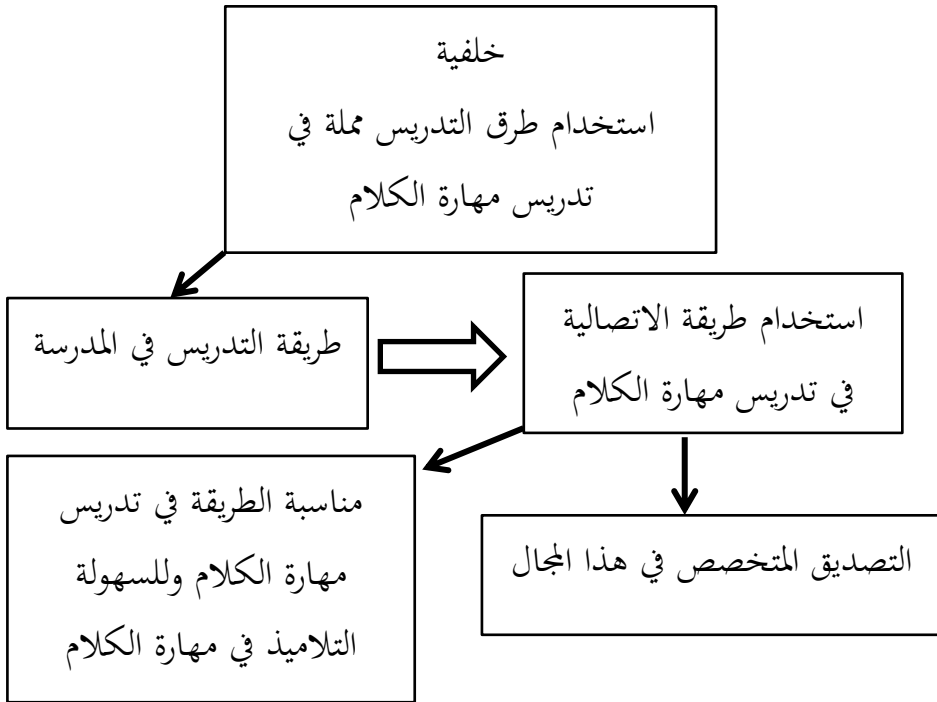 خلفية
استخدام طرق التدريس مملة في
تدريس مهارة الكلام
طريقة التدريس في المدرسة
استخدام طريقة الاتصالية
في تدريس مهارة الكلام
مناسبة الطريقة في تدريس
مهارة الكلام وللسهولة
التلاميذ في مهارة الكلام
التصديق المتخصص في هذا المجال